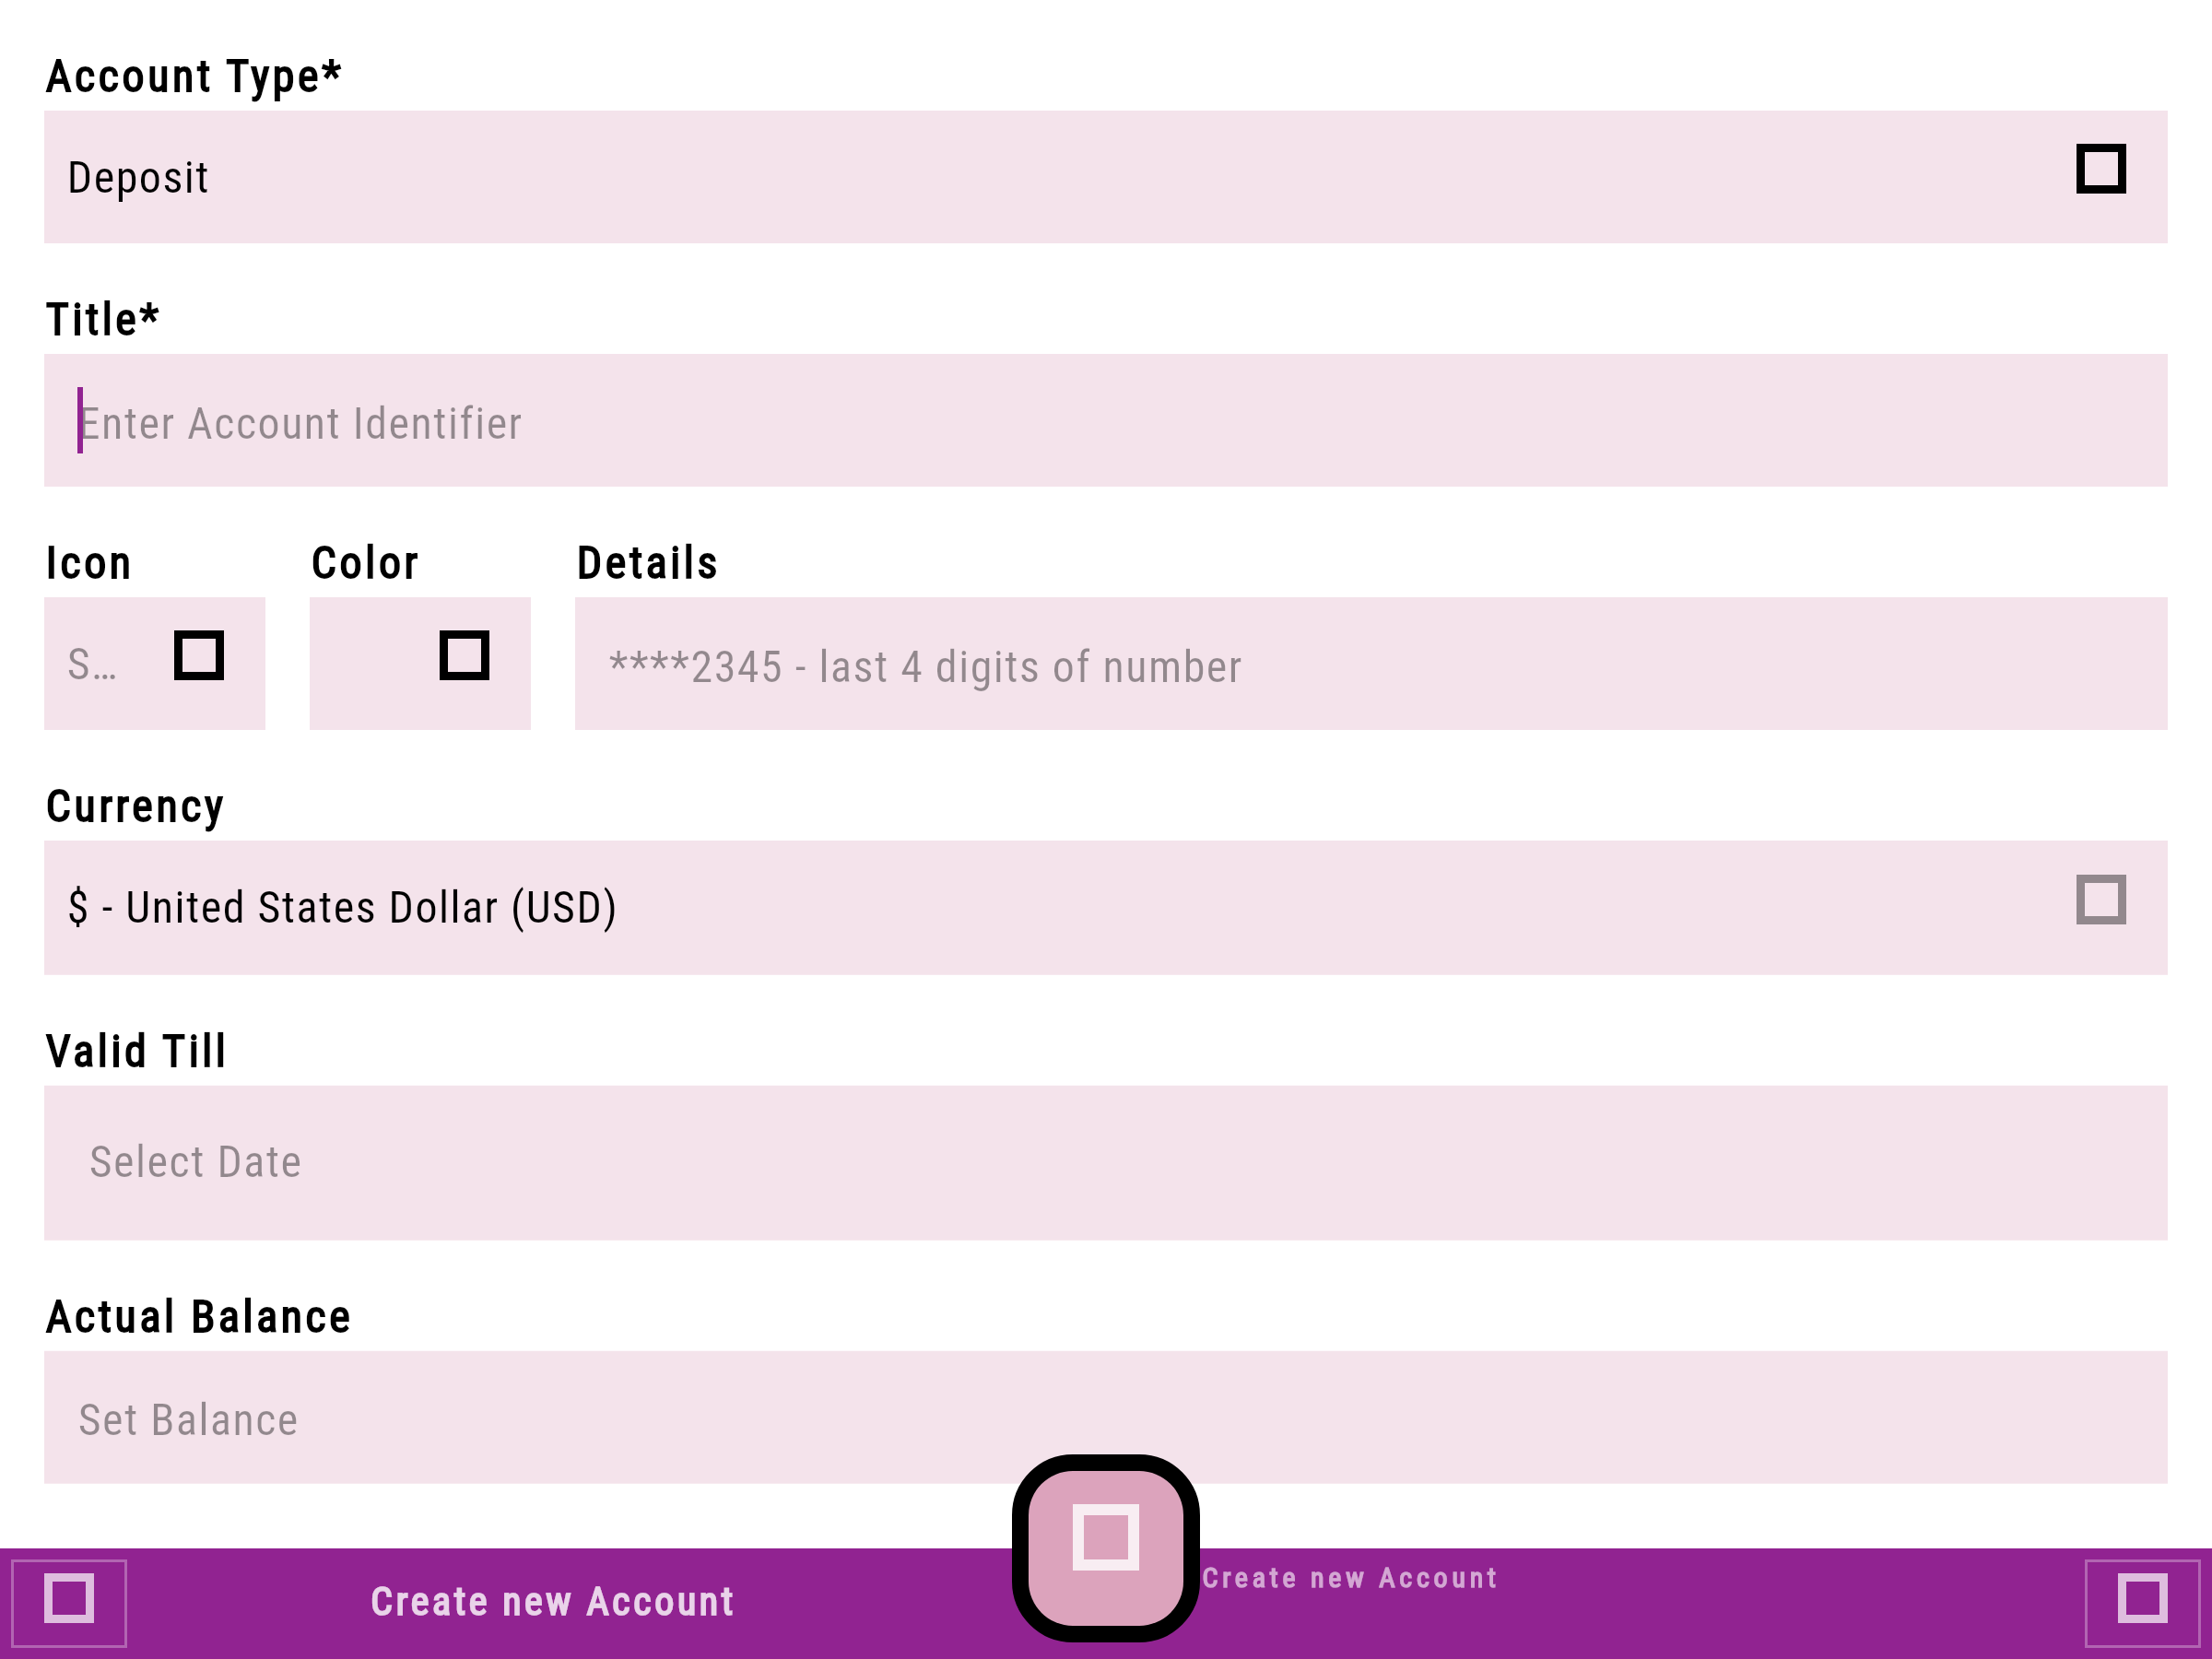 Account Type*
Deposit
Title*
Enter Account Identifier
Icon Color Details
S… ****2345 - last 4 digits of number
Currency
$ - United States Dollar (USD)
Valid Till
Select Date
Actual Balance
Set Balance
Create new Account
Create new Account